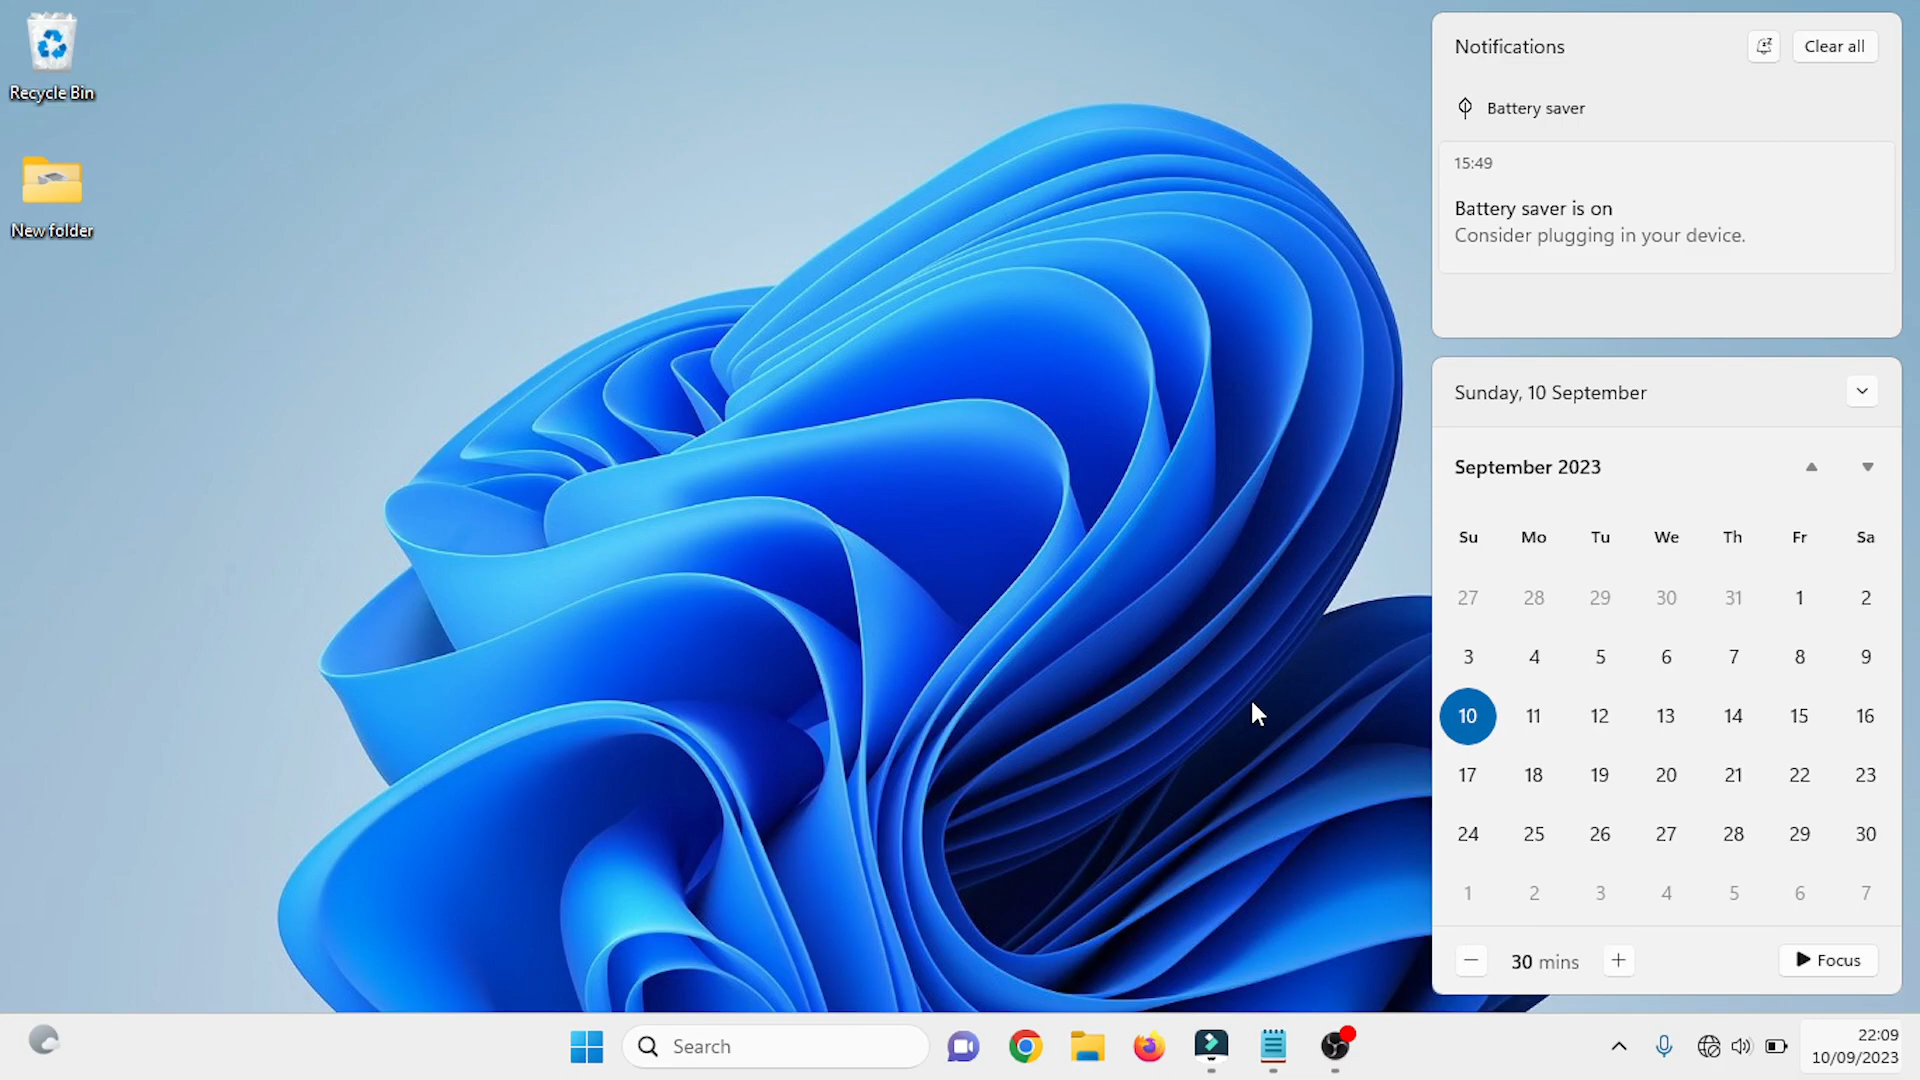 Recycle Bin
New folder
Notifications
Clear all
Battery saver
15:49
Battery saver is on
Consider plugging in your device.
Sunday, 10 September
September 2023
Su Mo Tu We Th Fr Sa
27 28 29 30 31 1 2
3 4 5 6 7 8 9
10 11 12 13 14 15 16
17 18 19 20 21 22 23
24 25 26 27 28 29 30
1 2 3 4 5 6 7
30 mins
Focus
Search
22:09
10/09/2023